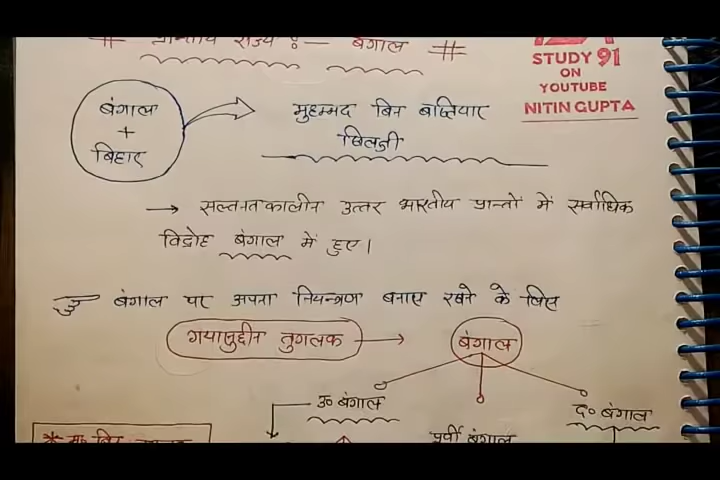 प्रान्तीय राज्य :- बंगाल
STUDY 91
ON
YOUTUBE
NITIN GUPTA
बंगाल
+
बिहार
मुहम्मद बिन बख्तियार
खिलजी
→ सल्तनतकालीन उत्तर भारतीय प्रान्तों में सर्वाधिक
विद्रोह बंगाल में हुए।
बंगाल पर अपना नियन्त्रण बनाए रखने के लिए
गयासुद्दीन तुगलक → बंगाल
उ० बंगाल
द० बंगाल
पूर्वी बंगाल